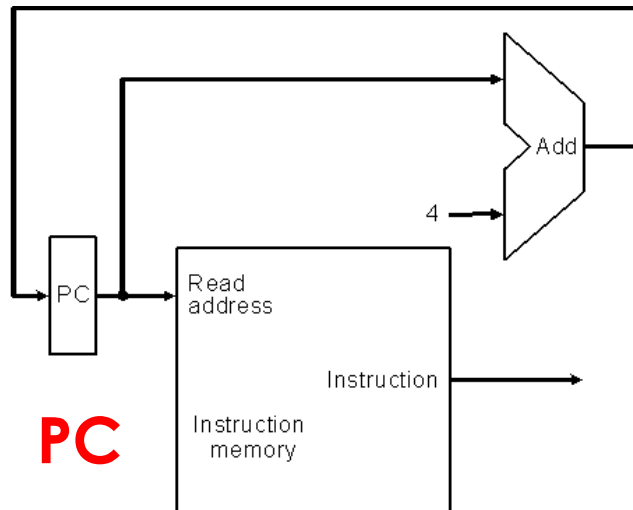 Add
4
PC
Read
address
Instruction
Instruction
memory
PC